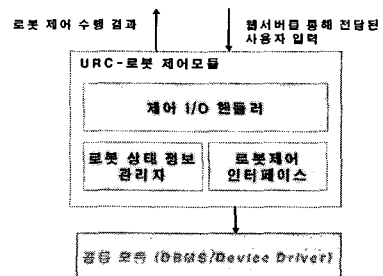 로봇 제어 수행 결과
웹서버를 통해 전달된
사용자 입력
URC-로봇 제어모듈
제어 I/O 핸들러
로봇 상태 정보
관리자
로봇제어
인터페이스
공통 모듈 (DBMS/Device Driver)